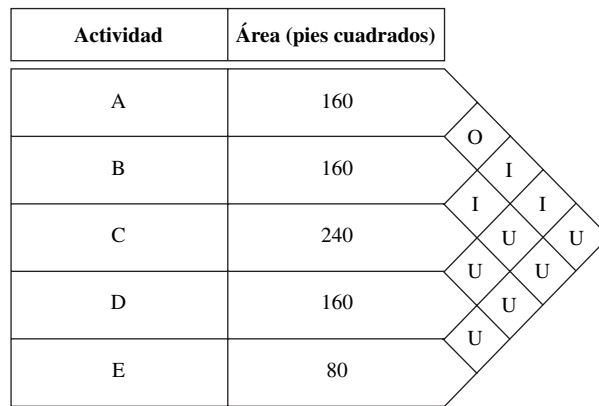 Actividad Área (pies cuadrados)
A 160
O
I
B 160
I I
U U
C 240
U U
U
D 160
U
E 80